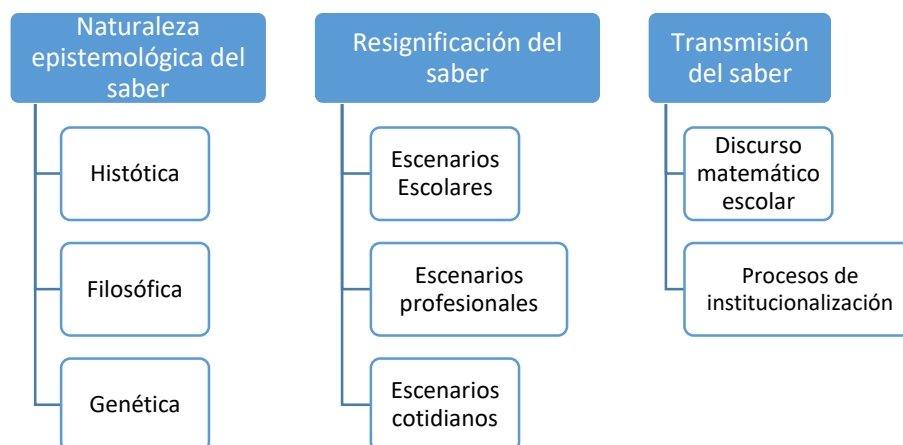 Naturaleza
epistemológica del
saber
Histótica
Filosófica
Genética
Resignificación del
saber
Escenarios
Escolares
Escenarios
profesionales
Escenarios
cotidianos
Transmisión
del saber
Discurso
matemático
escolar
Procesos de
institucionalización